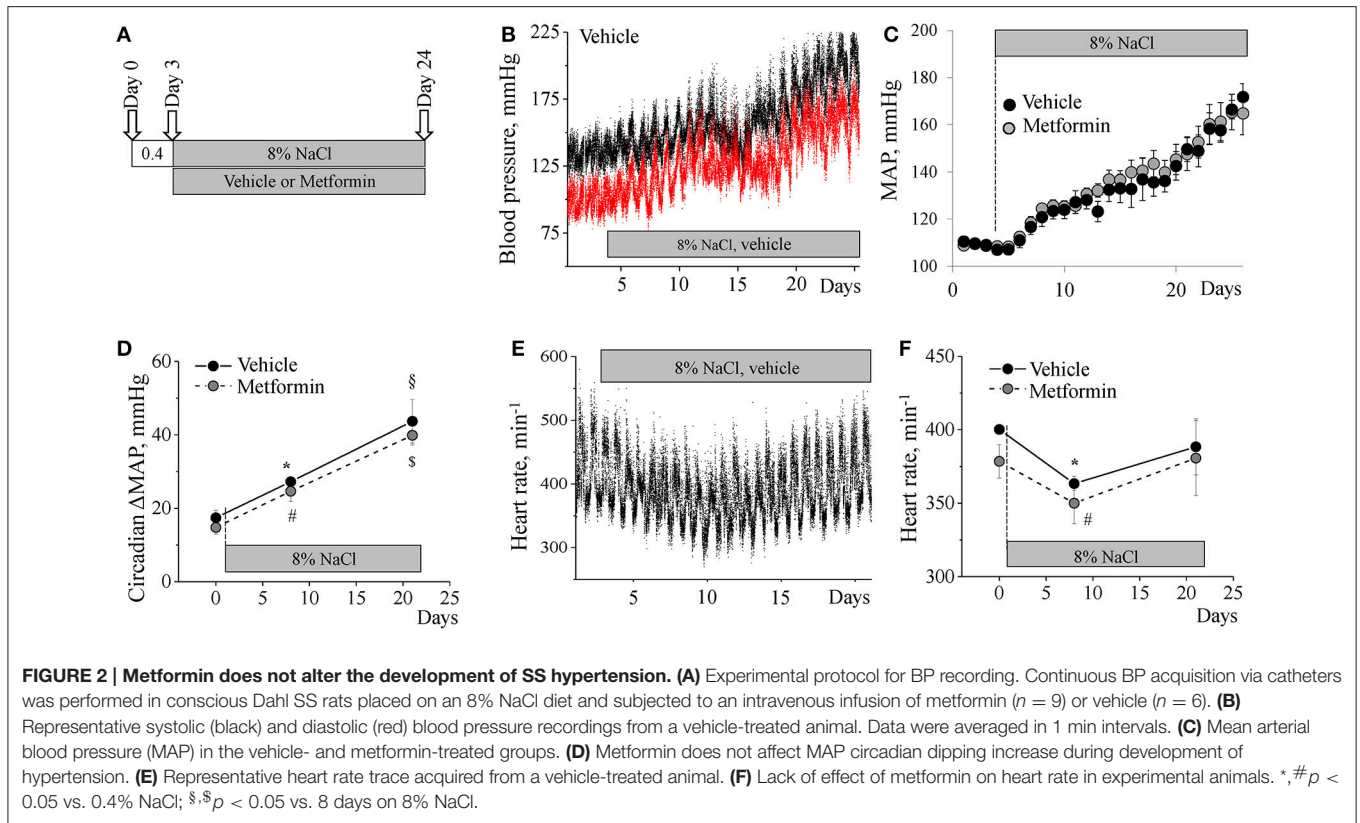 A
Day 0
Day 3
Day 24
0.4
8% NaCl
Vehicle or Metformin
B
Vehicle
Blood pressure, mmHg
225
175
125
75
8% NaCl, vehicle
5
10
15
20
Days
C
8% NaCl
Vehicle
Metformin
MAP, mmHg
200
180
160
140
120
100
0
10
20
Days
D
Vehicle
Metformin
Circadian ΔMAP, mmHg
60
40
20
0
§
*
$
#
8% NaCl
0
5
10
15
20
25
Days
E
8% NaCl, vehicle
Heart rate, min⁻¹
600
500
400
300
5
10
15
Days
F
Vehicle
Metformin
Heart rate, min⁻¹
450
400
350
300
*
#
8% NaCl
0
5
10
15
20
25
Days
FIGURE 2 | Metformin does not alter the development of SS hypertension. (A) Experimental protocol for BP recording. Continuous BP acquisition via catheters
was performed in conscious Dahl SS rats placed on an 8% NaCl diet and subjected to an intravenous infusion of metformin (n = 9) or vehicle (n = 6). (B)
Representative systolic (black) and diastolic (red) blood pressure recordings from a vehicle-treated animal. Data were averaged in 1 min intervals. (C) Mean arterial
blood pressure (MAP) in the vehicle- and metformin-treated groups. (D) Metformin does not affect MAP circadian dipping increase during development of
hypertension. (E) Representative heart rate trace acquired from a vehicle-treated animal. (F) Lack of effect of metformin on heart rate in experimental animals. *,#p <
0.05 vs. 0.4% NaCl; §,$p < 0.05 vs. 8 days on 8% NaCl.